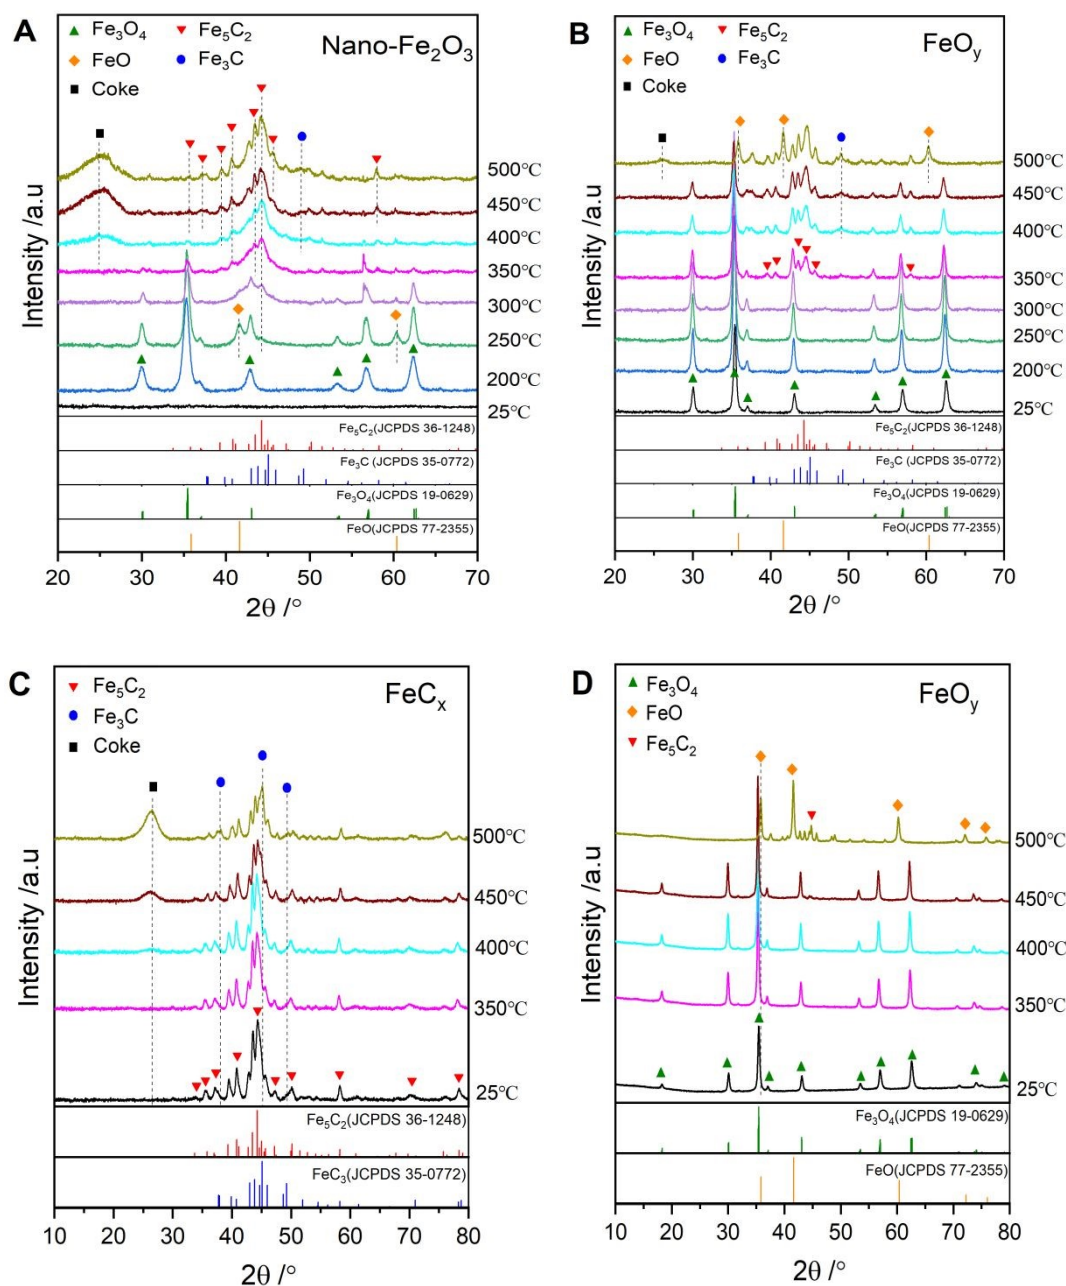 A
Fe₃O₄
Fe₅C₂
FeO
Fe₃C
Coke
Nano-Fe₂O₃
Intensity /a.u
500℃
450℃
400℃
350℃
300℃
250℃
200℃
25℃
Fe₅C₂(JCPDS 36-1248)
Fe₃C (JCPDS 35-0772)
Fe₃O₄(JCPDS 19-0629)
FeO(JCPDS 77-2355)
20 30 40 50 60 70
2θ /°
B
Fe₃O₄
Fe₅C₂
FeO
Fe₃C
Coke
FeOᵧ
Intensity /a.u
500℃
450℃
400℃
350℃
300℃
250℃
200℃
25℃
Fe₅C₂(JCPDS 36-1248)
Fe₃C (JCPDS 35-0772)
Fe₃O₄(JCPDS 19-0629)
FeO(JCPDS 77-2355)
20 30 40 50 60 70
2θ /°
C
Fe₅C₂
Fe₃C
Coke
FeCₓ
Intensity /a.u
500℃
450℃
400℃
350℃
25℃
Fe₅C₂(JCPDS 36-1248)
FeC₃(JCPDS 35-0772)
10 20 30 40 50 60 70 80
2θ /°
D
Fe₃O₄
FeO
Fe₅C₂
FeOᵧ
Intensity /a.u
500℃
450℃
400℃
350℃
25℃
Fe₃O₄(JCPDS 19-0629)
FeO(JCPDS 77-2355)
10 20 30 40 50 60 70 80
2θ /°